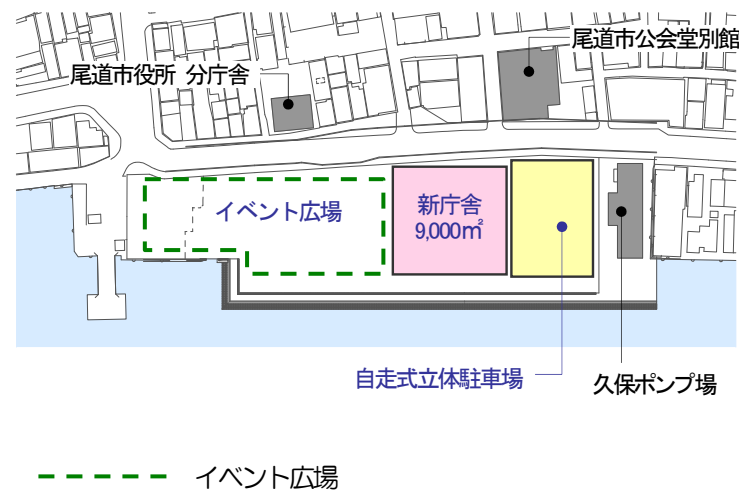 尾道市公会堂別館
尾道市役所 分庁舎
イベント広場
新庁舎
9,000㎡
自走式立体駐車場
久保ポンプ場
イベント広場